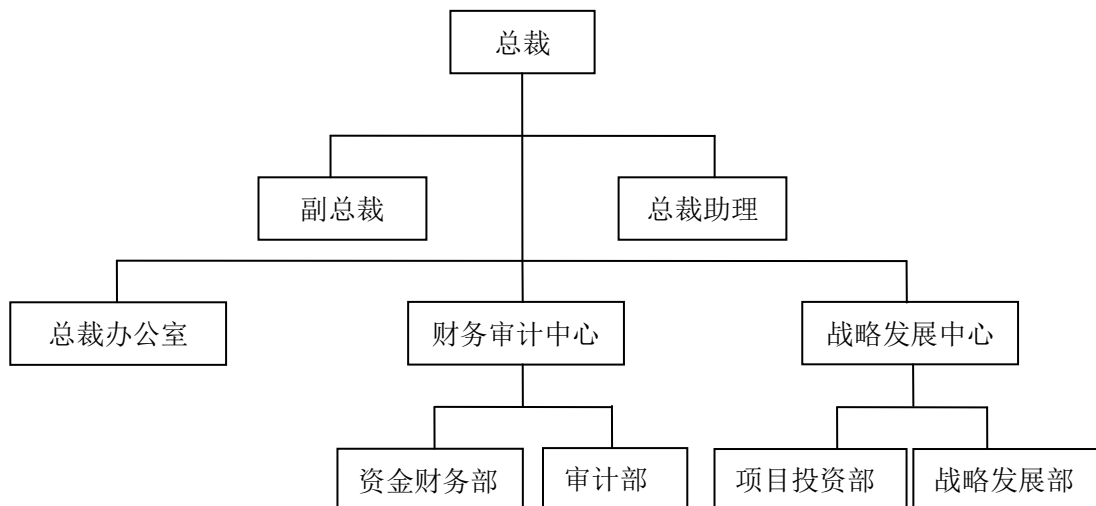 总裁
副总裁
总裁助理
总裁办公室
财务审计中心
战略发展中心
资金财务部
审计部
项目投资部
战略发展部